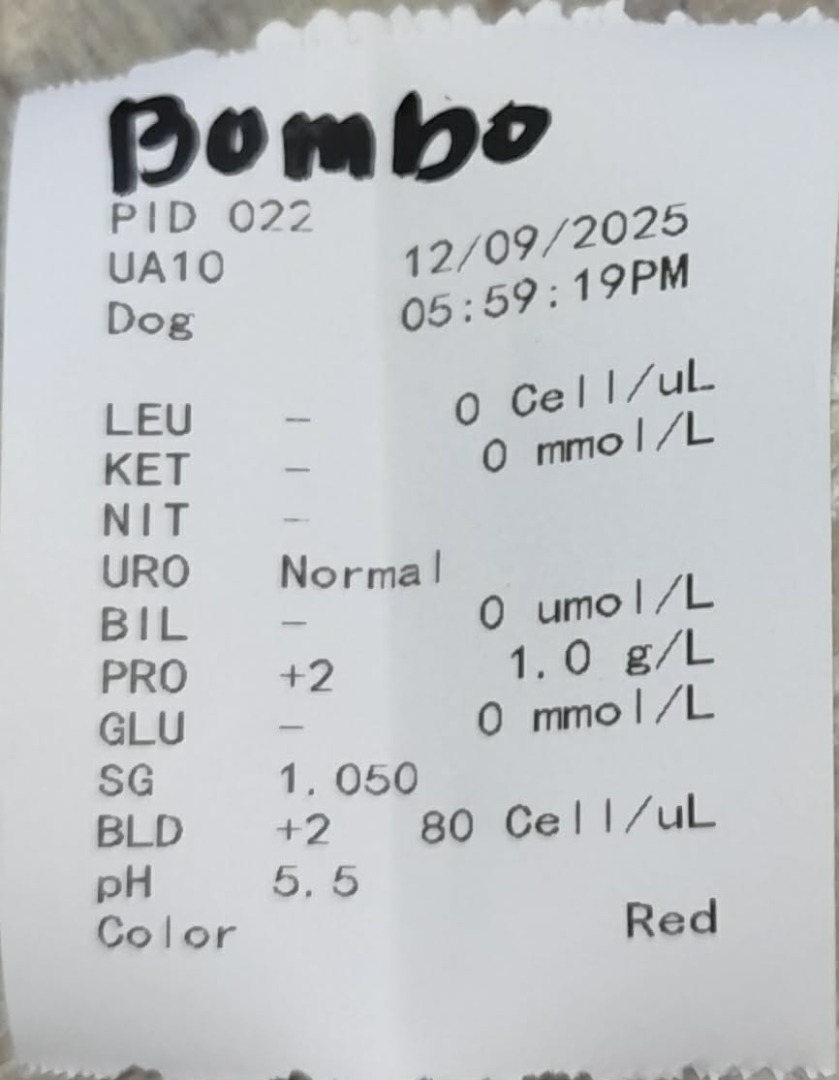 Bombo
PID 022
UA10 12/09/2025
Dog 05:59:19PM
LEU - 0 Cell/uL
KET - 0 mmol/L
NIT -
URO Normal
BIL - 0 umol/L
PRO +2 1.0 g/L
GLU - 0 mmol/L
SG 1.050
BLD +2 80 Cell/uL
pH 5.5
Color Red